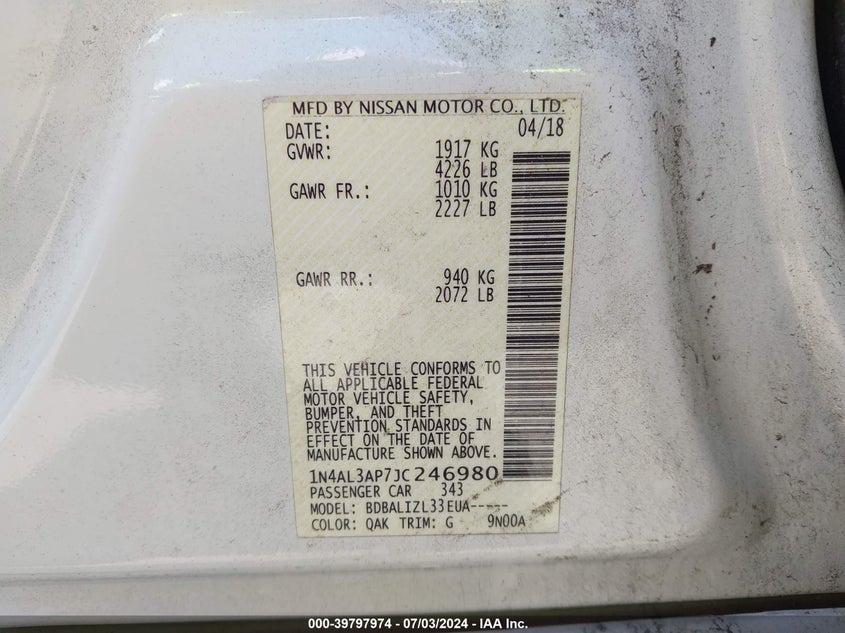 MFD BY NISSAN MOTOR CO., LTD.
DATE: 04/18
GVWR: 1917 KG
4226 LB
GAWR FR.: 1010 KG
2227 LB
GAWR RR.: 940 KG
2072 LB
THIS VEHICLE CONFORMS TO
ALL APPLICABLE FEDERAL
MOTOR VEHICLE SAFETY,
BUMPER, AND THEFT
PREVENTION STANDARDS IN
EFFECT ON THE DATE OF
MANUFACTURE SHOWN ABOVE.
1N4AL3AP7JC246980
PASSENGER CAR 343
MODEL: BDBALIZL33EUA-----
COLOR: QAK TRIM: G 9N00A
000-39797974 - 07/03/2024 - IAA Inc.